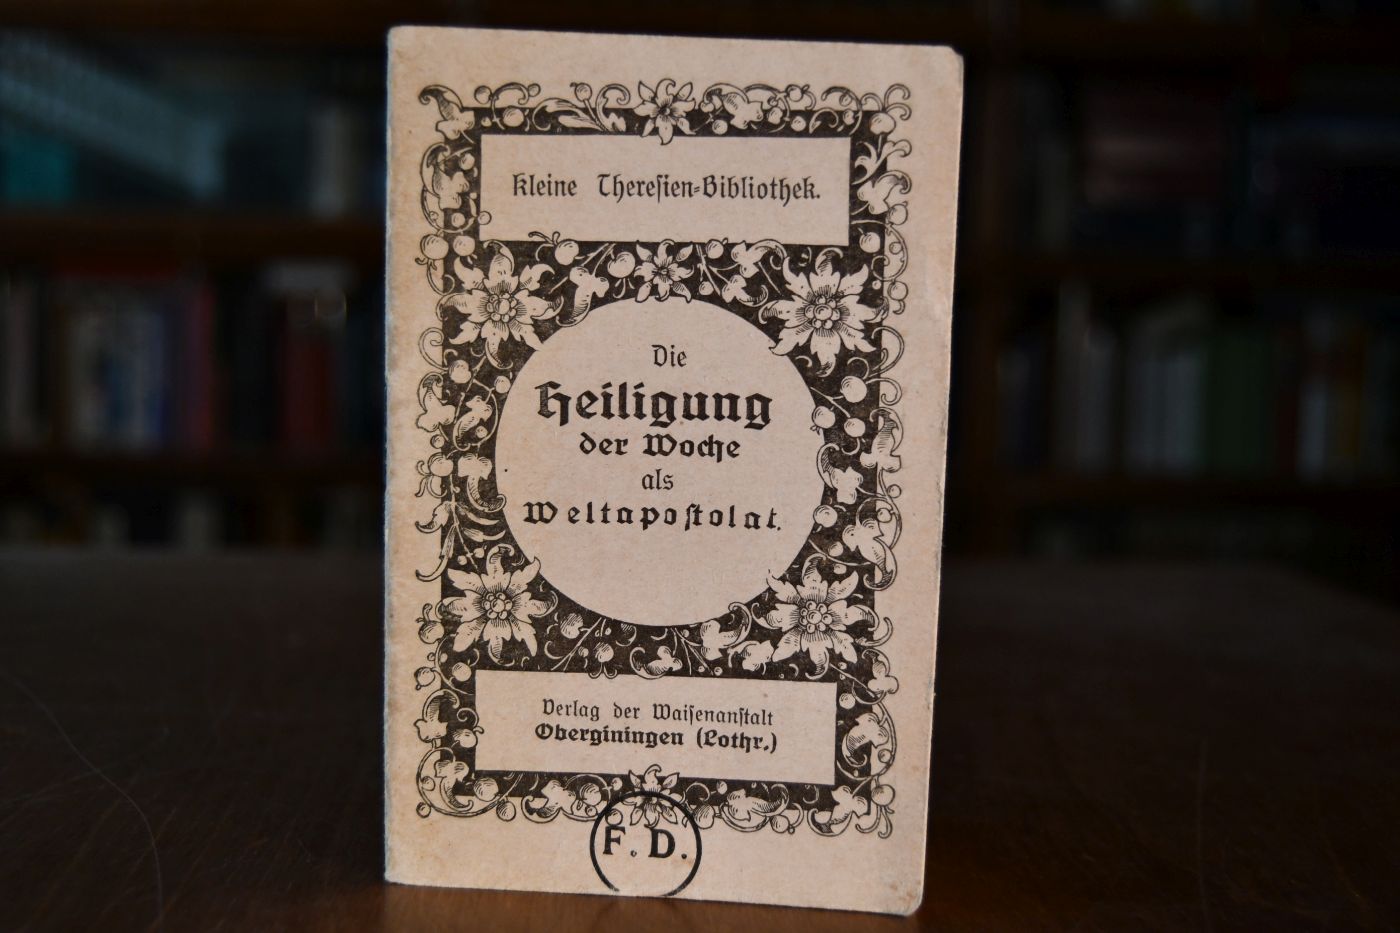 Kleine Theresien-Bibliothek.
Die
Heiligung
der Woche
als
Weltapostolat.
Verlag der Waisenanstalt
Oberginingen (Lothr.)
F. D.